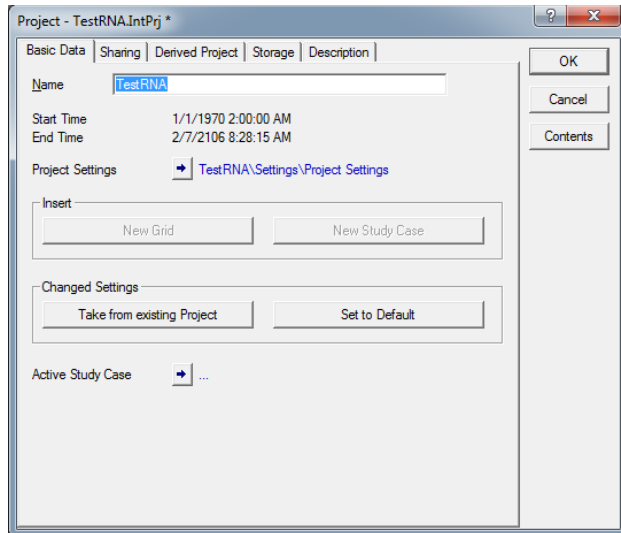 Project - TestRNA.IntPrj *
?
X
Basic Data Sharing Derived Project Storage Description
OK
Name TestRNA
Cancel
Start Time 1/1/1970 2:00:00 AM
End Time 2/7/2106 8:28:15 AM
Contents
Project Settings TestRNA\Settings\Project Settings
Insert
New Grid New Study Case
Changed Settings
Take from existing Project Set to Default
Active Study Case ...